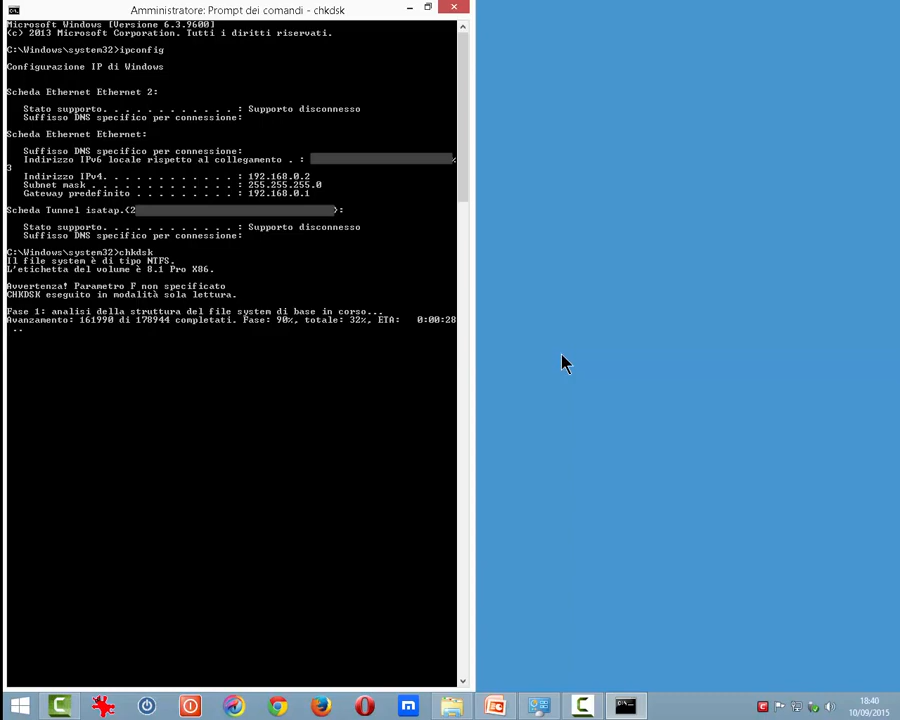 Amministratore: Prompt dei comandi - chkdsk
Microsoft Windows [Versione 6.3.9600]
(c) 2013 Microsoft Corporation. Tutti i diritti riservati.
C:\Windows\system32>ipconfig
Configurazione IP di Windows
Scheda Ethernet Ethernet 2:
Stato supporto. . . . . . . . . . . . : Supporto disconnesso
Suffisso DNS specifico per connessione:
Scheda Ethernet Ethernet:
Suffisso DNS specifico per connessione:
Indirizzo IPv6 locale rispetto al collegamento . :
3
Indirizzo IPv4. . . . . . . . . . . . : 192.168.0.2
Subnet mask . . . . . . . . . . . . . : 255.255.255.0
Gateway predefinito . . . . . . . . . : 192.168.0.1
Scheda Tunnel isatap.{2 }:
Stato supporto. . . . . . . . . . . . : Supporto disconnesso
Suffisso DNS specifico per connessione:
C:\Windows\system32>chkdsk
Il file system è di tipo NTFS.
L'etichetta del volume è 8.1 Pro X86.
Avvertenza! Parametro F non specificato
CHKDSK eseguito in modalità sola lettura.
Fase 1: analisi della struttura del file system di base in corso...
Avanzamento: 161990 di 178944 completati. Fase: 90%, totale: 32%, ETA: 0:00:28
..
18:40
10/09/2015